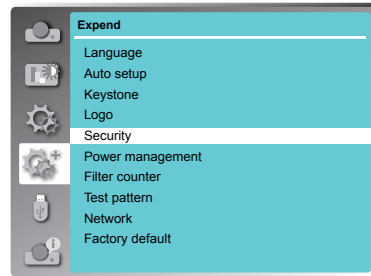 Expend
Language
Auto setup
Keystone
Logo
Security
Power management
Filter counter
Test pattern
Network
Factory default